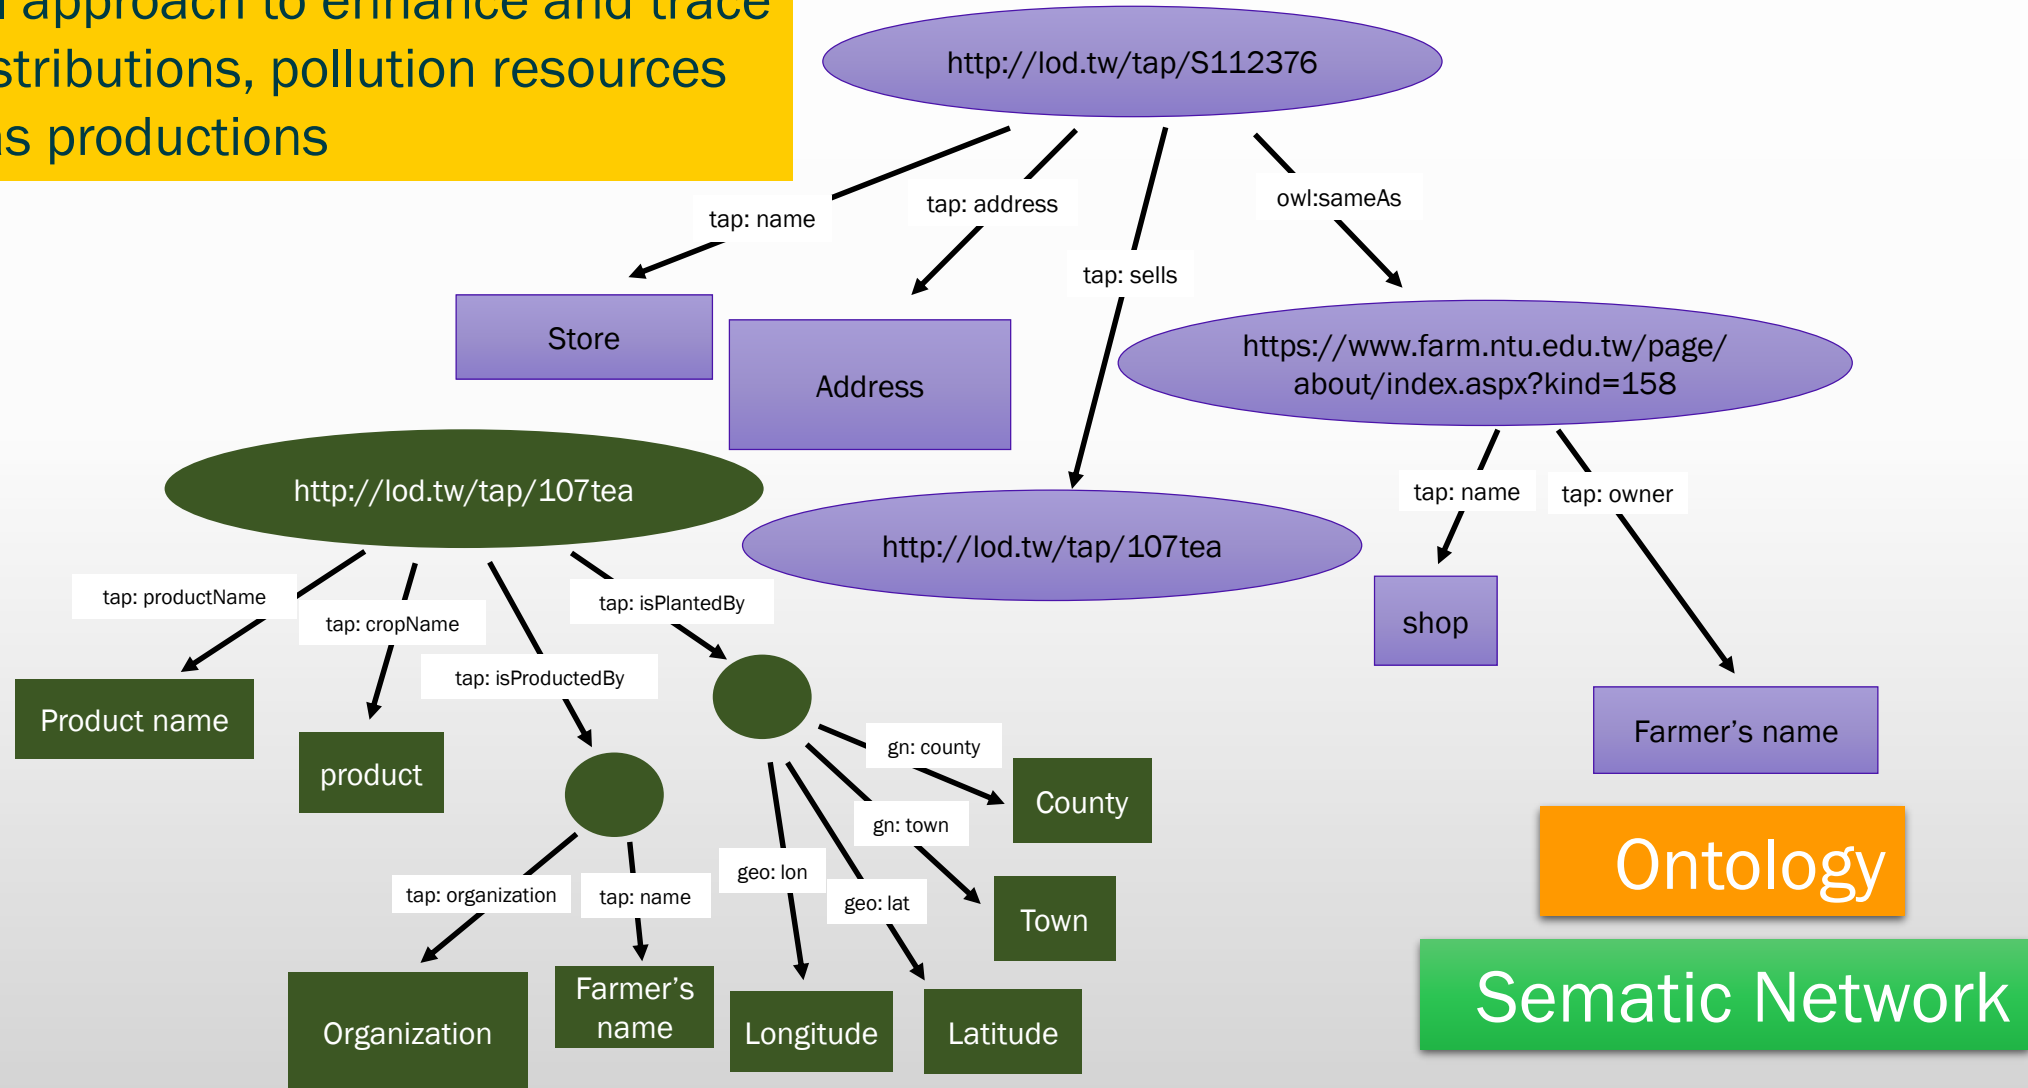 approach to enhance and trace
stributions, pollution resources
as productions
http://lod.tw/tap/S112376
tap: name
tap: address
owl:sameAs
tap: sells
Store
Address
https://www.farm.ntu.edu.tw/page/
about/index.aspx?kind=158
http://lod.tw/tap/107tea
http://lod.tw/tap/107tea
tap: name
tap: owner
shop
Farmer’s name
tap: productName
tap: cropName
tap: isProductedBy
tap: isPlantedBy
Product name
product
gn: county
gn: town
geo: lon
geo: lat
County
Town
tap: organization
tap: name
Organization
Farmer’s
name
Longitude
Latitude
Ontology
Sematic Network